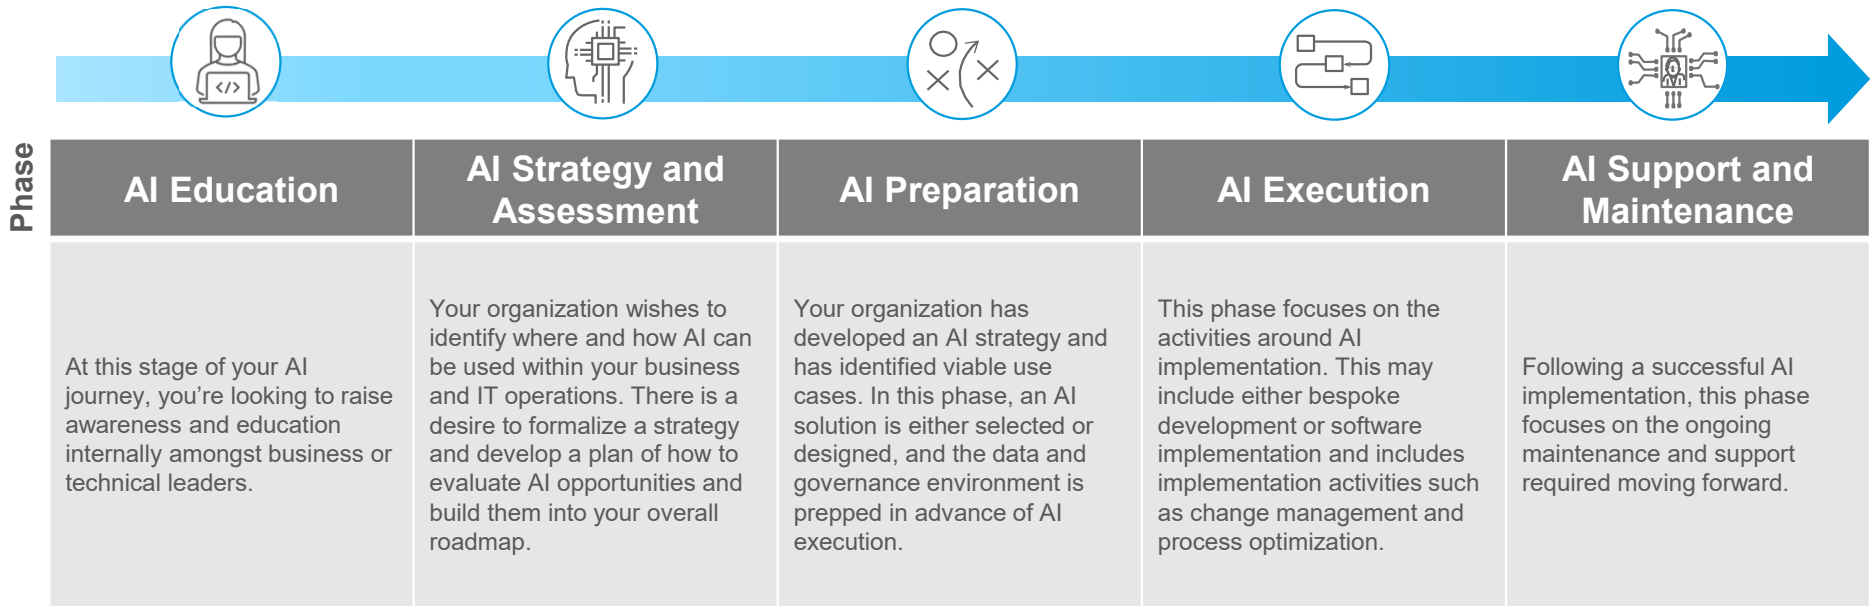 </>
Phase
AI Education
AI Strategy and
Assessment
AI Preparation
AI Execution
AI Support and
Maintenance
At this stage of your AI
journey, you’re looking to raise
awareness and education
internally amongst business or
technical leaders.
Your organization wishes to
identify where and how AI can
be used within your business
and IT operations. There is a
desire to formalize a strategy
and develop a plan of how to
evaluate AI opportunities and
build them into your overall
roadmap.
Your organization has
developed an AI strategy and
has identified viable use
cases. In this phase, an AI
solution is either selected or
designed, and the data and
governance environment is
prepped in advance of AI
execution.
This phase focuses on the
activities around AI
implementation. This may
include either bespoke
development or software
implementation and includes
implementation activities such
as change management and
process optimization.
Following a successful AI
implementation, this phase
focuses on the ongoing
maintenance and support
required moving forward.